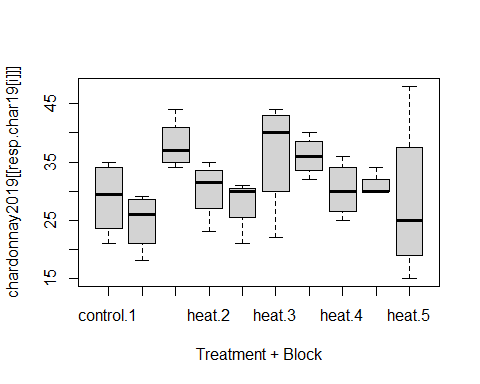 chardonnay2019[[resp.char19[i]]]
45
35
25
15
control.1 heat.2 heat.3 heat.4 heat.5
Treatment + Block